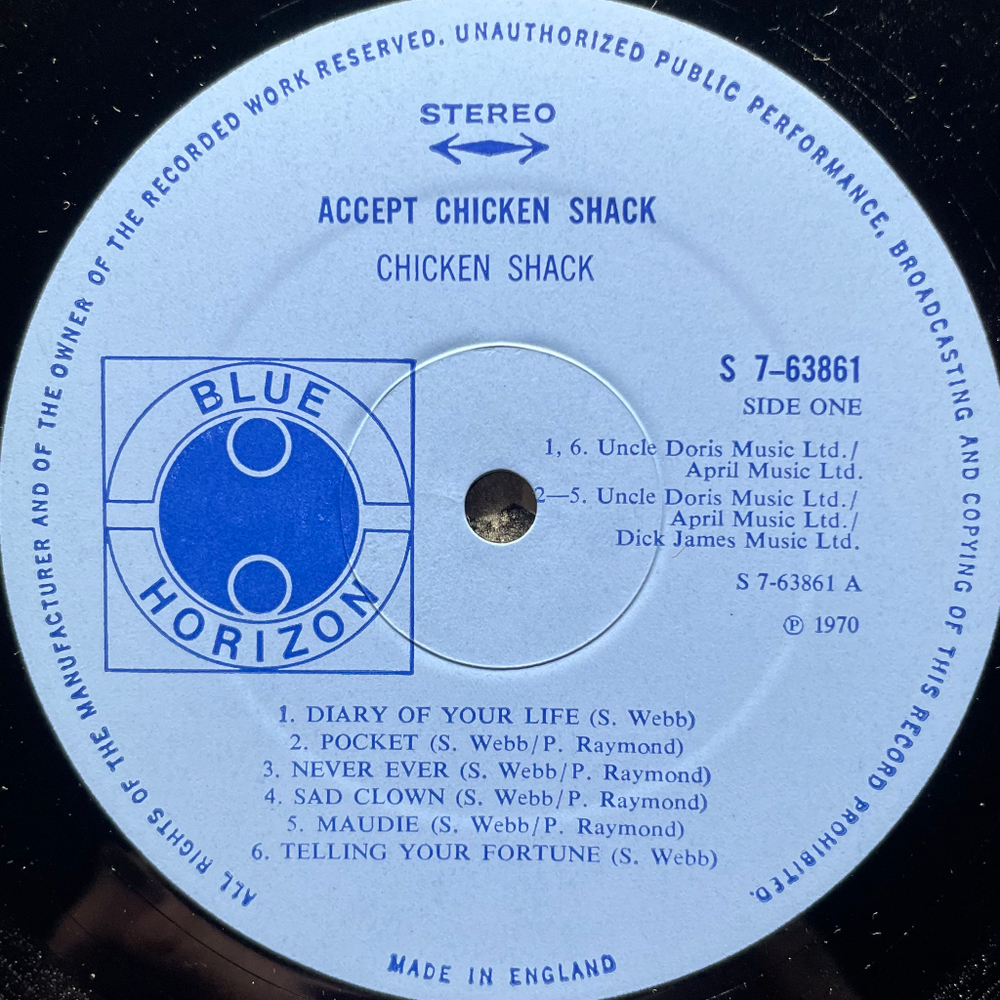 ALL RIGHTS OF THE MANUFACTURER AND OF THE OWNER OF THE RECORDED WORK RESERVED. UNAUTHORIZED PUBLIC PERFORMANCE, BROADCASTING AND COPYING OF THIS RECORD PROHIBITED.
STEREO
ACCEPT CHICKEN SHACK
CHICKEN SHACK
BLUE
HORIZON
S 7–63861
SIDE ONE
1, 6. Uncle Doris Music Ltd./
April Music Ltd.
2—5. Uncle Doris Music Ltd./
April Music Ltd./
Dick James Music Ltd.
S 7-63861 A
℗ 1970
1. DIARY OF YOUR LIFE (S. Webb)
2. POCKET (S. Webb/P. Raymond)
3. NEVER EVER (S. Webb/P. Raymond)
4. SAD CLOWN (S. Webb/P. Raymond)
5. MAUDIE (S. Webb/P. Raymond)
6. TELLING YOUR FORTUNE (S. Webb)
MADE IN ENGLAND